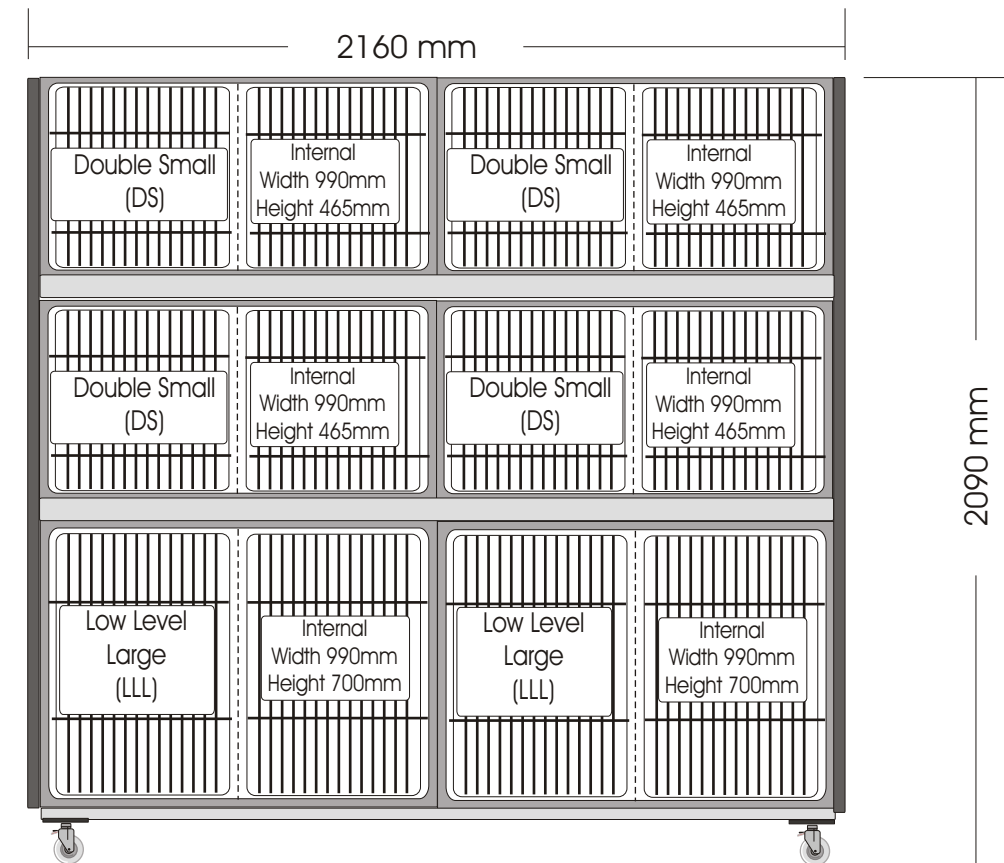 2160 mm
Double Small
(DS)
Internal
Width 990mm
Height 465mm
Double Small
(DS)
Internal
Width 990mm
Height 465mm
2090 mm
Double Small
(DS)
Internal
Width 990mm
Height 465mm
Double Small
(DS)
Internal
Width 990mm
Height 465mm
Low Level
Large
(LLL)
Internal
Width 990mm
Height 700mm
Low Level
Large
(LLL)
Internal
Width 990mm
Height 700mm